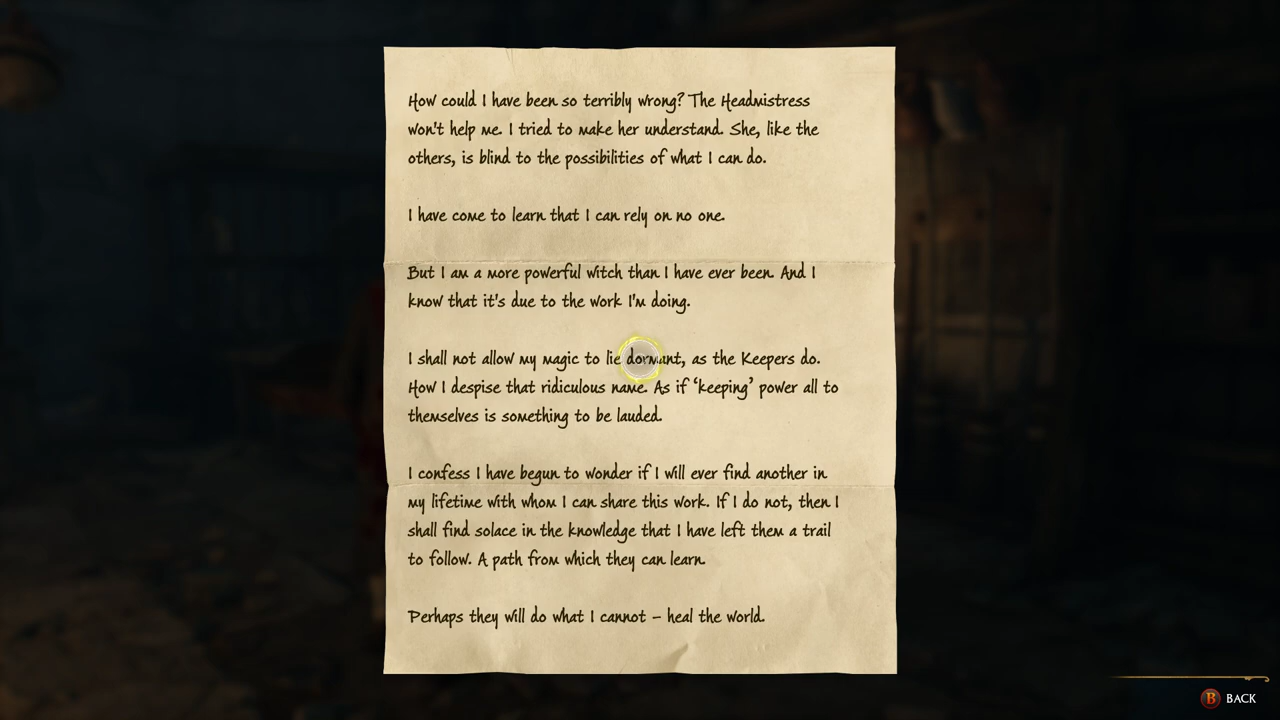 How could I have been so terribly wrong? The Headmistress
won't help me. I tried to make her understand. She, like the
others, is blind to the possibilities of what I can do.
I have come to learn that I can rely on no one.
But I am a more powerful witch than I have ever been. And I
know that it's due to the work I'm doing.
I shall not allow my magic to lie dormant, as the Keepers do.
How I despise that ridiculous name. As if ‘keeping’ power all to
themselves is something to be lauded.
I confess I have begun to wonder if I will ever find another in
my lifetime with whom I can share this work. If I do not, then I
shall find solace in the knowledge that I have left them a trail
to follow. A path from which they can learn.
Perhaps they will do what I cannot – heal the world.
B BACK